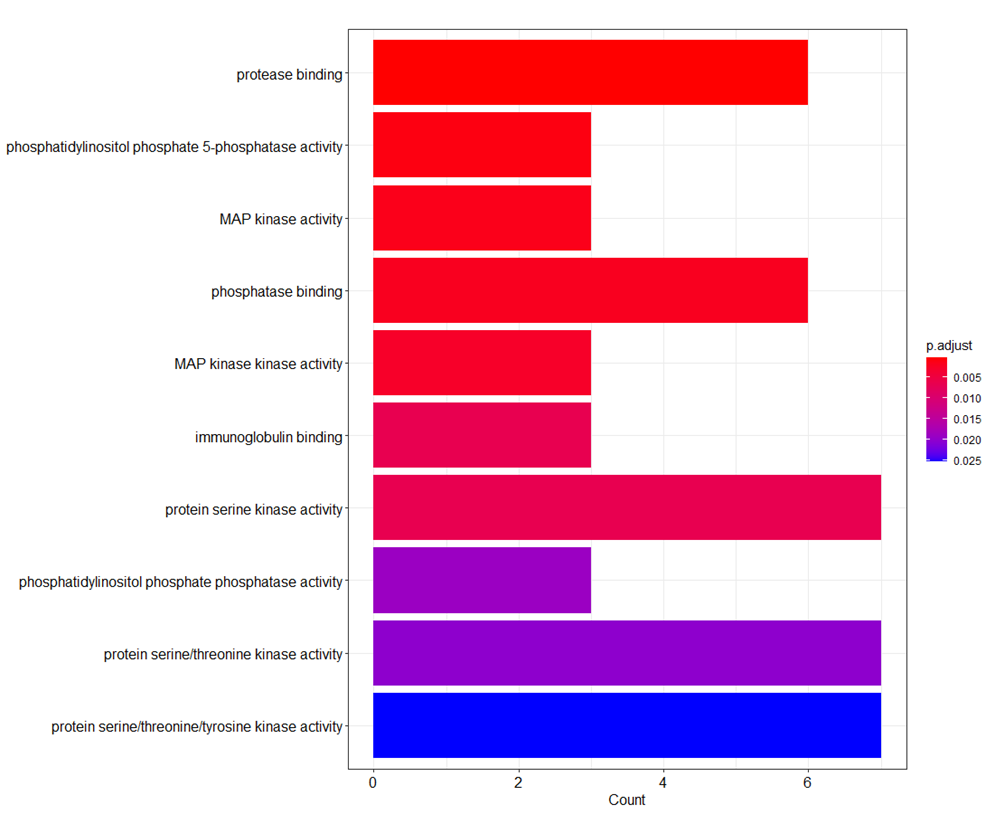 protease binding
phosphatidylinositol phosphate 5-phosphatase activity
MAP kinase activity
phosphatase binding
MAP kinase kinase activity
immunoglobulin binding
protein serine kinase activity
phosphatidylinositol phosphate phosphatase activity
protein serine/threonine kinase activity
protein serine/threonine/tyrosine kinase activity
0 2 4 6
Count
p.adjust
0.005
0.010
0.015
0.020
0.025